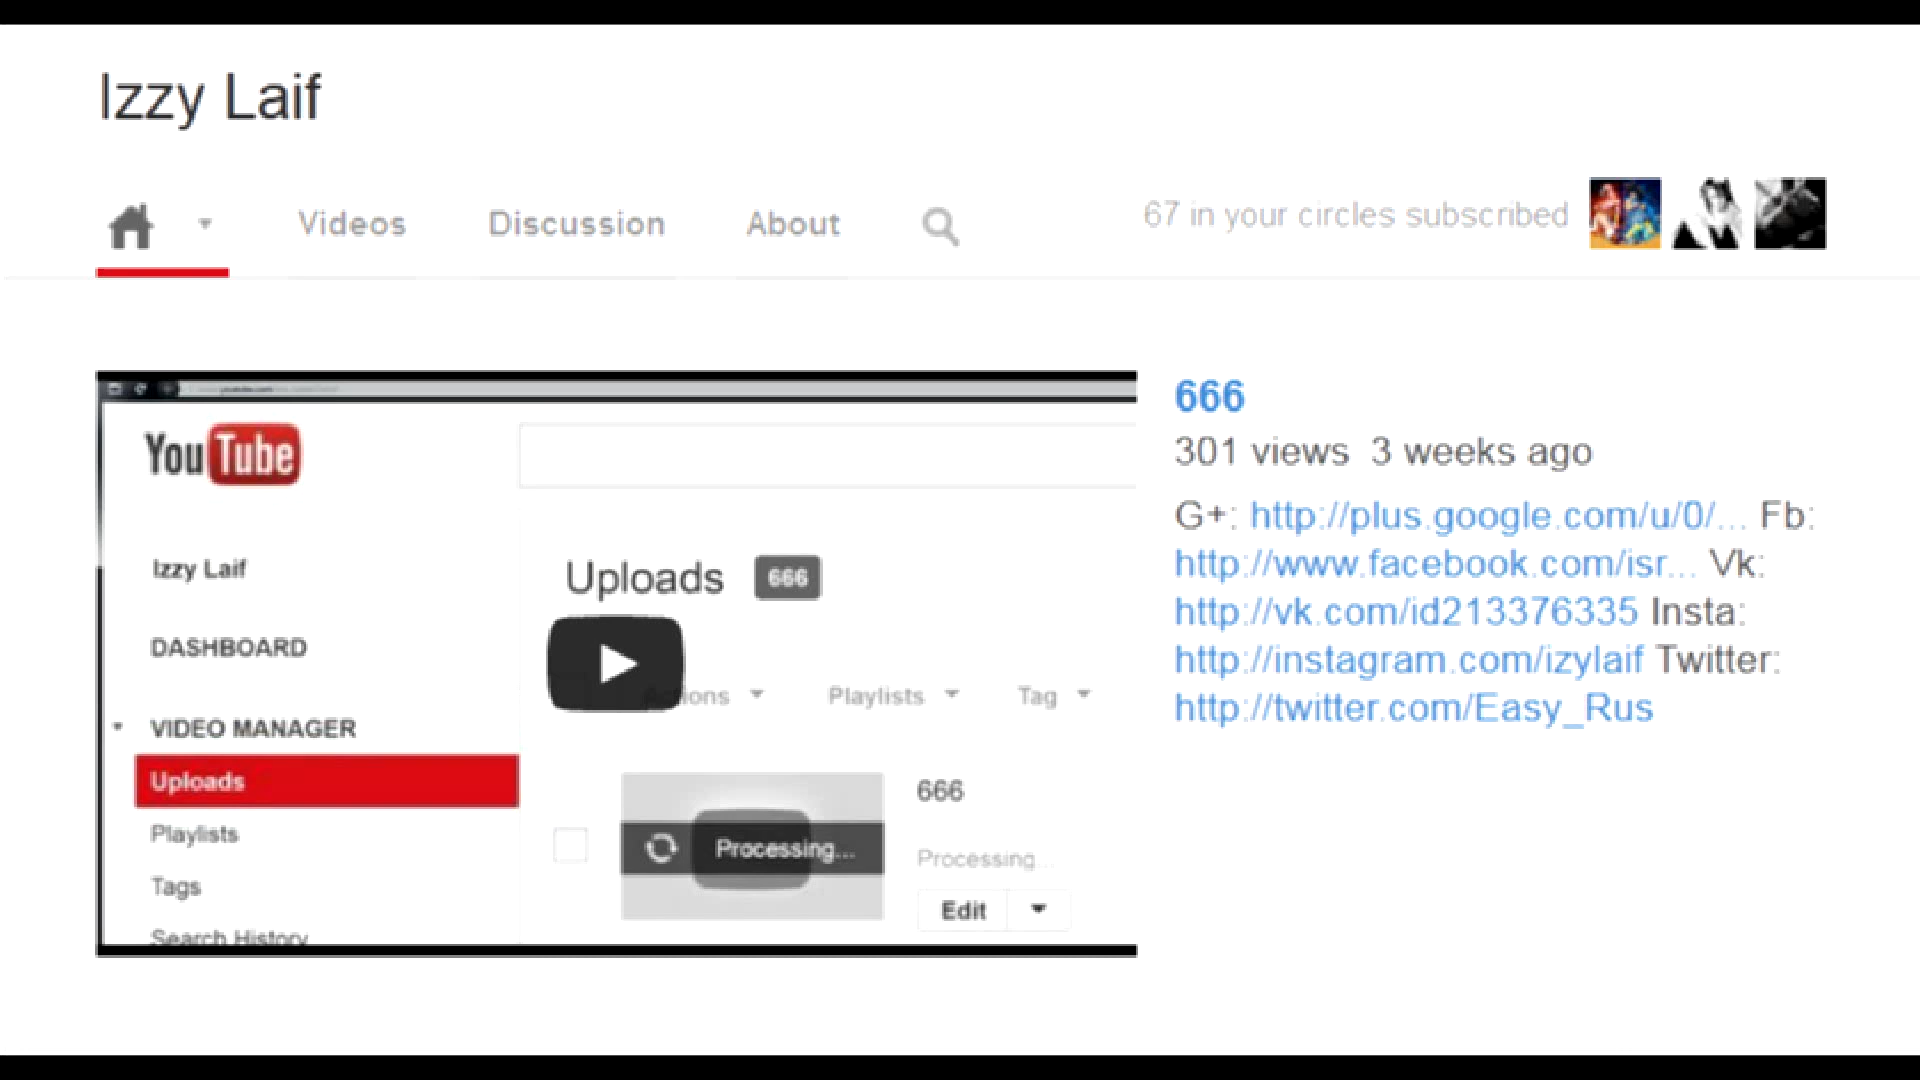 Izzy Laif
Videos Discussion About 67 in your circles subscribed
YouTube
Izzy Laif
DASHBOARD
VIDEO MANAGER
Uploads
Playlists
Tags
Search History
Uploads 666
Playlists Tag
Processing...
666
Processing...
Edit
666
301 views 3 weeks ago
G+: http://plus.google.com/u/0/... Fb:
http://www.facebook.com/isr... Vk:
http://vk.com/id213376335 Insta:
http://instagram.com/izylaif Twitter:
http://twitter.com/Easy_Rus